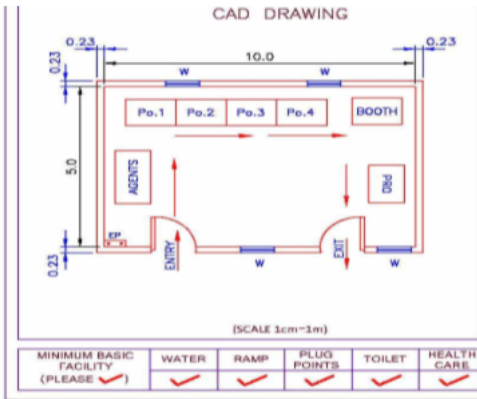 CAD DRAWING
0.23
0.23
10.0
0.23
W
W
Po.1
Po.2
Po.3
Po.4
BOOTH
5.0
AGENTS
PRO
CP
ENTRY
EXIT
0.23
W
W
(SCALE 1cm=1m)
MINIMUM BASIC
FACILITY
(PLEASE ✓)
WATER
RAMP
PLUG
POINTS
TOILET
HEALTH
CARE